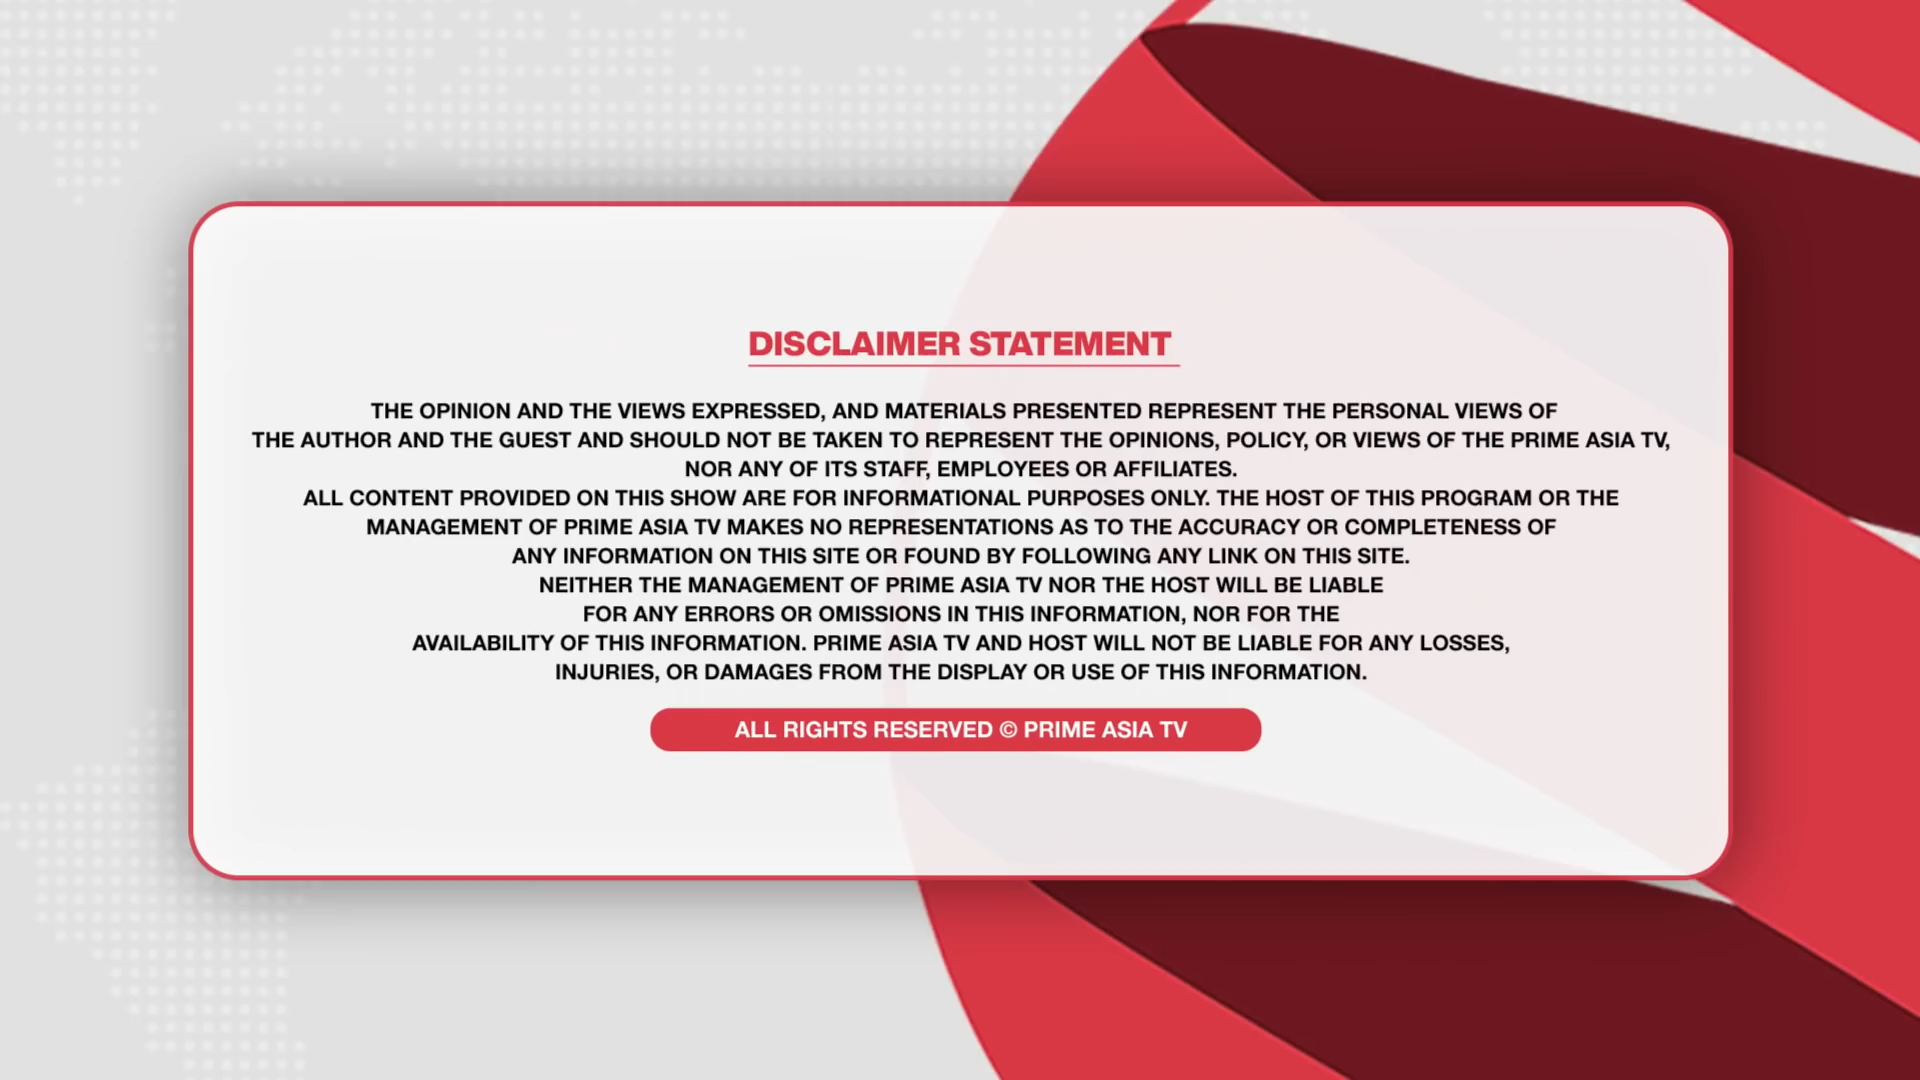 DISCLAIMER STATEMENT
THE OPINION AND THE VIEWS EXPRESSED, AND MATERIALS PRESENTED REPRESENT THE PERSONAL VIEWS OF
THE AUTHOR AND THE GUEST AND SHOULD NOT BE TAKEN TO REPRESENT THE OPINIONS, POLICY, OR VIEWS OF THE PRIME ASIA TV,
NOR ANY OF ITS STAFF, EMPLOYEES OR AFFILIATES.
ALL CONTENT PROVIDED ON THIS SHOW ARE FOR INFORMATIONAL PURPOSES ONLY. THE HOST OF THIS PROGRAM OR THE
MANAGEMENT OF PRIME ASIA TV MAKES NO REPRESENTATIONS AS TO THE ACCURACY OR COMPLETENESS OF
ANY INFORMATION ON THIS SITE OR FOUND BY FOLLOWING ANY LINK ON THIS SITE.
NEITHER THE MANAGEMENT OF PRIME ASIA TV NOR THE HOST WILL BE LIABLE
FOR ANY ERRORS OR OMISSIONS IN THIS INFORMATION, NOR FOR THE
AVAILABILITY OF THIS INFORMATION. PRIME ASIA TV AND HOST WILL NOT BE LIABLE FOR ANY LOSSES,
INJURIES, OR DAMAGES FROM THE DISPLAY OR USE OF THIS INFORMATION.
ALL RIGHTS RESERVED © PRIME ASIA TV